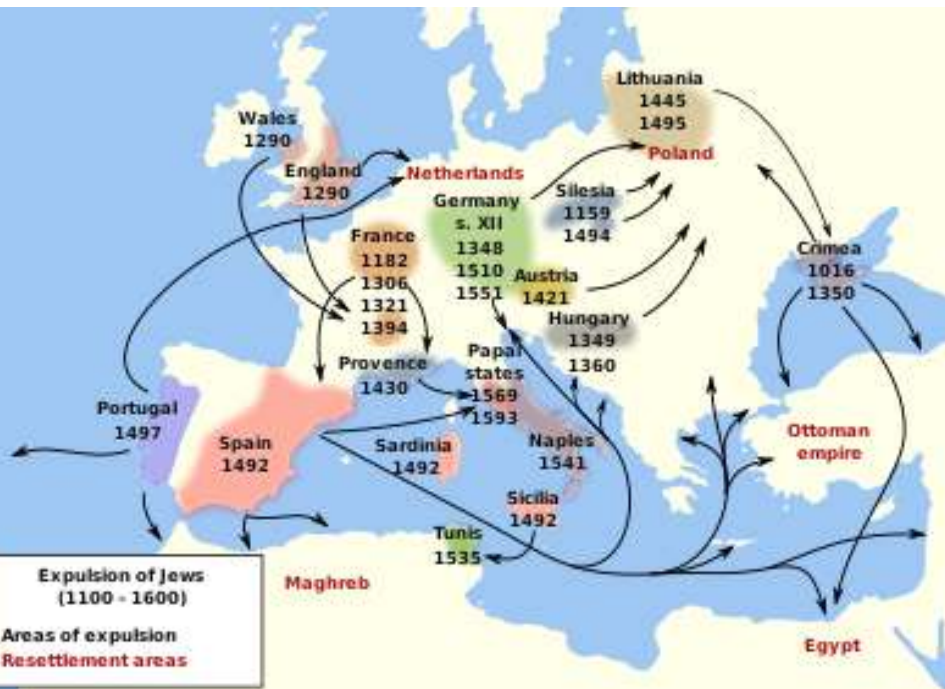 Lithuania
1445
1495
Poland
Wales
1290
England
1290
Netherlands
Germany
s. XII
1348
1510
1551
Silesia
1159
1494
France
1182
1306
1321
1394
Austria
1421
Crimea
1016
1350
Hungary
1349
1360
Provence
1430
Papal
states
1569
1593
Portugal
1497
Spain
1492
Sardinia
1492
Naples
1541
Ottoman
empire
Sicilia
1492
Tunis
1535
Maghreb
Egypt
Expulsion of Jews
(1100 - 1600)
Areas of expulsion
Resettlement areas